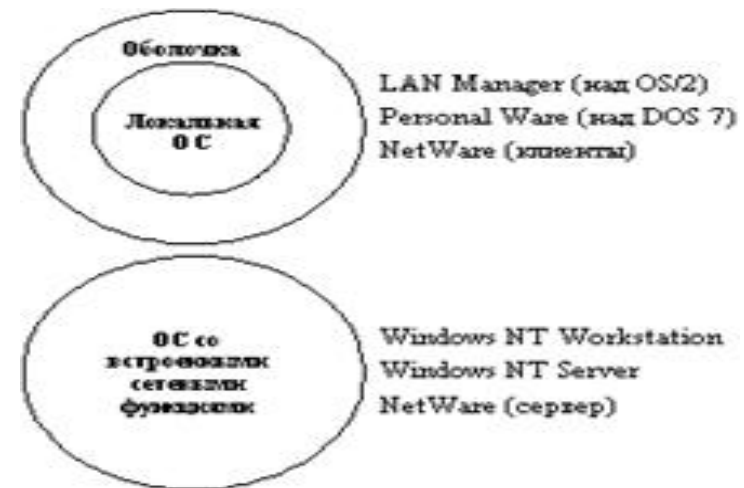 Оболочка
Локальная
ОС
LAN Manager (над OS/2)
Personal Ware (над DOS 7)
NetWare (клиенты)
ОС со
встроенными
сетевыми
функциями
Windows NT Workstation
Windows NT Server
NetWare (сервер)